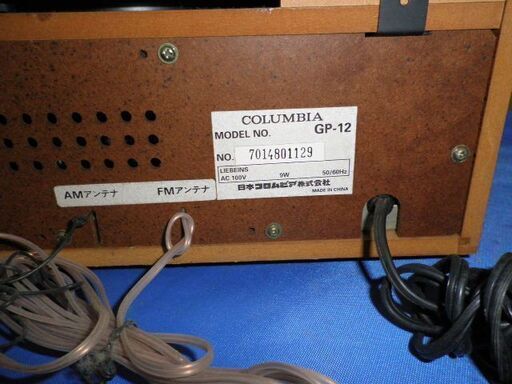 COLUMBIA
MODEL NO. GP-12
NO. 7014801129
LIEBEINS
AC 100V 9W 50/60Hz
日本コロムビア株式会社
MADE IN CHINA
AMアンテナ FMアンテナ